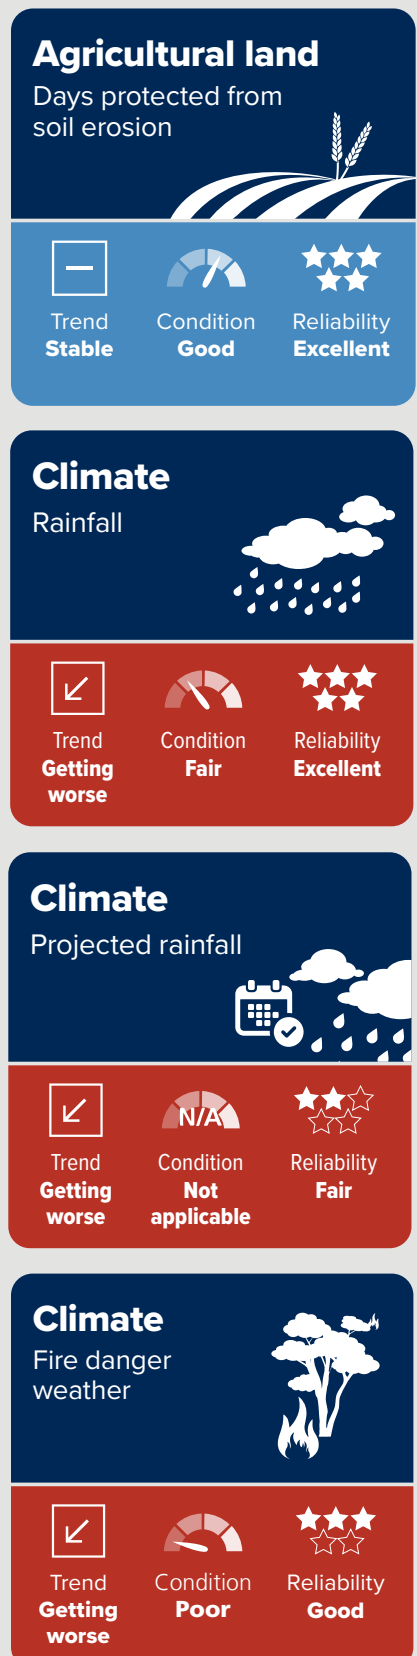 Agricultural land
Days protected from
soil erosion
Trend
Stable
Condition
Good
Reliability
Excellent
Climate
Rainfall
Trend
Getting
worse
Condition
Fair
Reliability
Excellent
Climate
Projected rainfall
N/A
Trend
Getting
worse
Condition
Not
applicable
Reliability
Fair
Climate
Fire danger
weather
Trend
Getting
worse
Condition
Poor
Reliability
Good